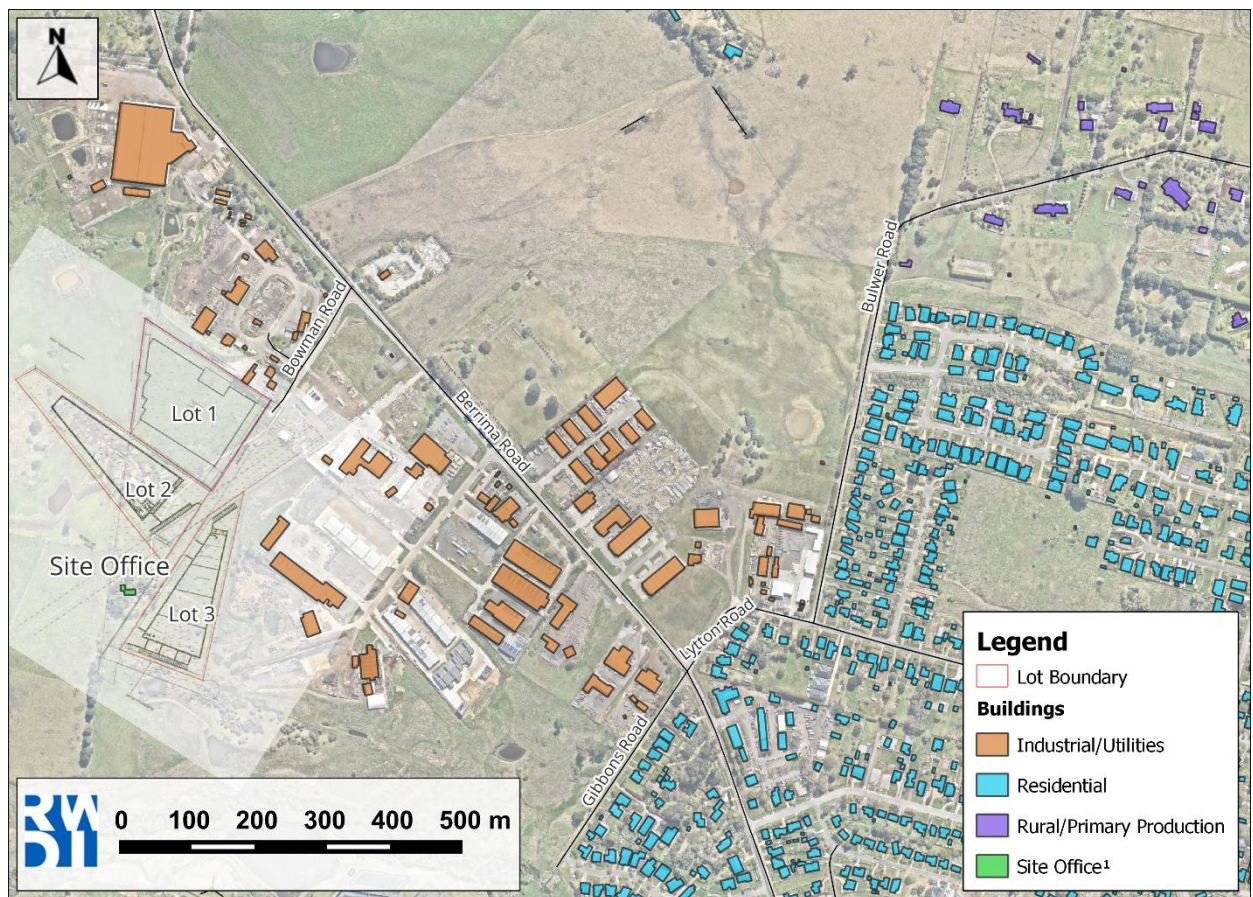 N
Bowman Road
Bulwer Road
Lot 1
Berrima Road
Lot 2
Site Office
Lot 3
Lytton Road
Gibbons Road
Legend
Lot Boundary
Buildings
Industrial/Utilities
Residential
Rural/Primary Production
Site Office¹
RWDI
0 100 200 300 400 500 m